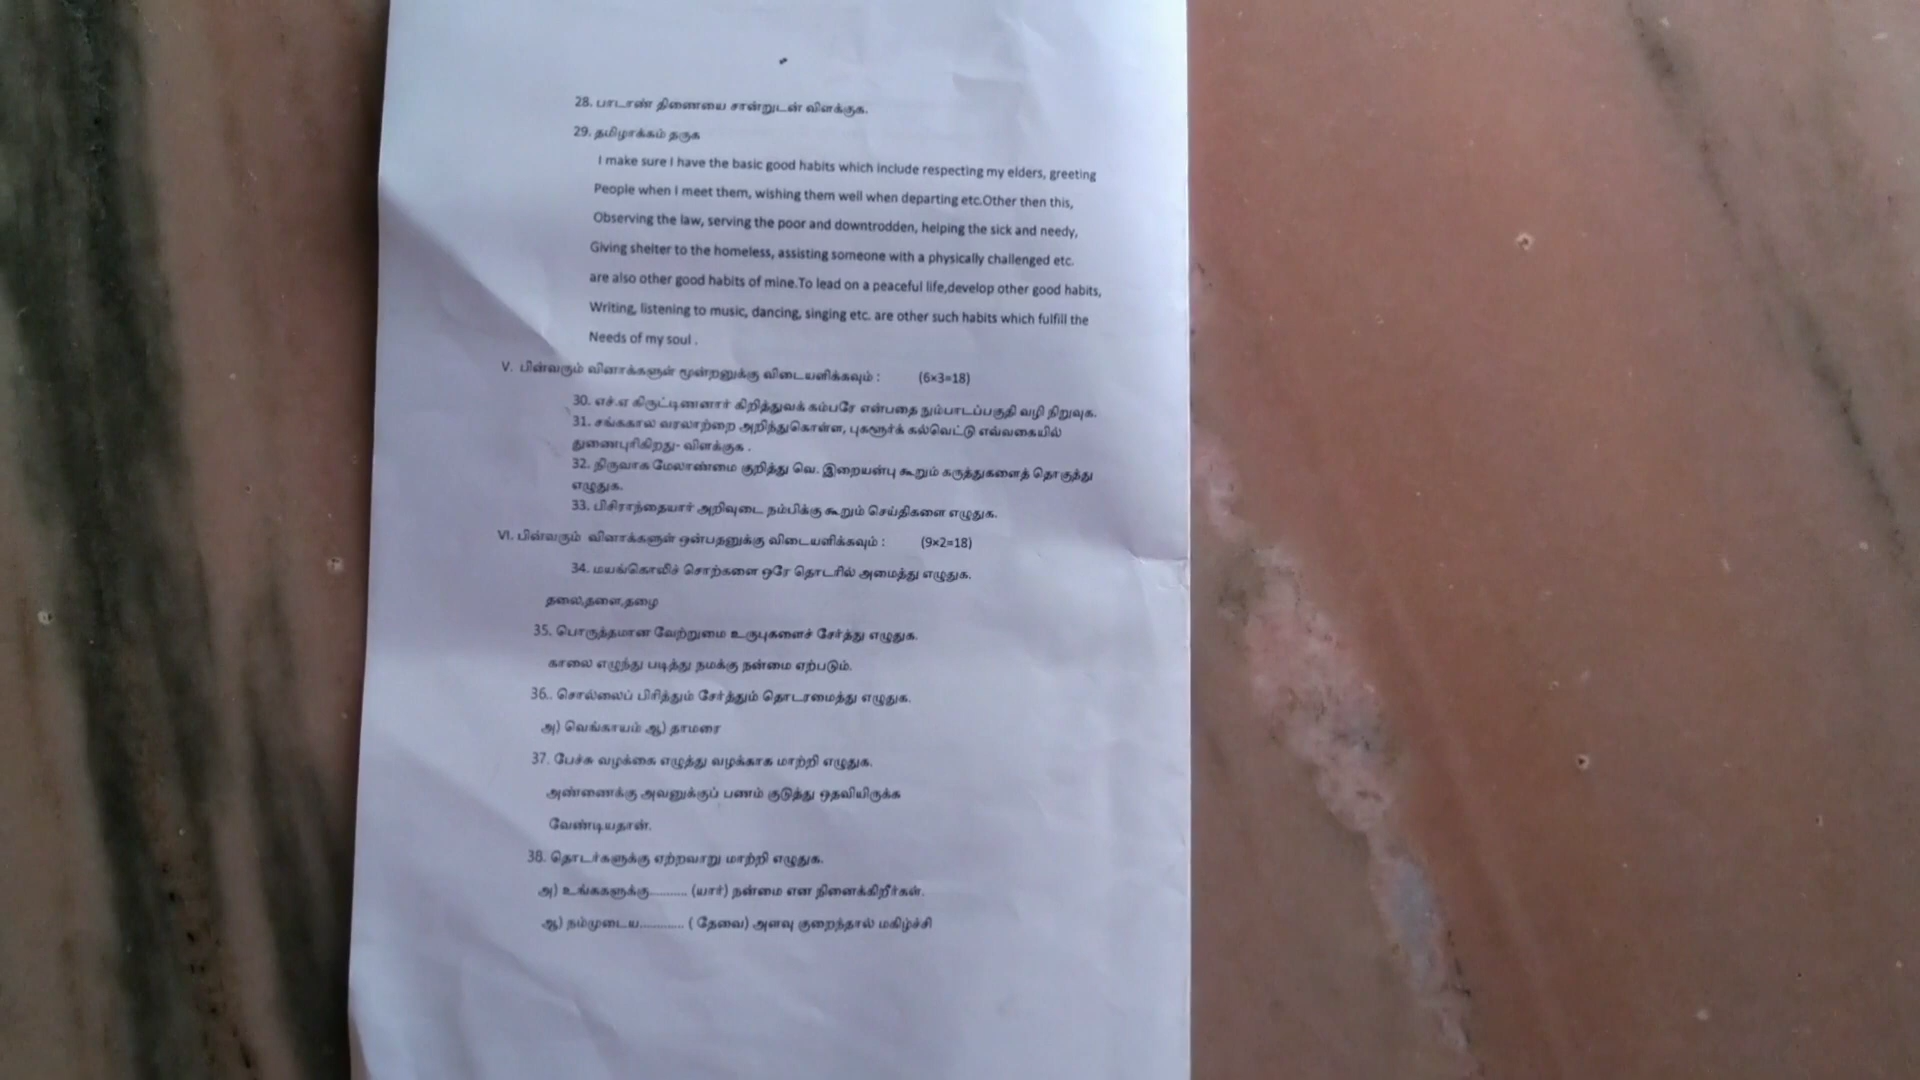 28. பாடாண் திணையை சான்றுடன் விளக்குக.
29. தமிழாக்கம் தருக
I make sure I have the basic good habits which include respecting my elders, greeting
People when I meet them, wishing them well when departing etc.Other then this,
Observing the law, serving the poor and downtrodden, helping the sick and needy,
Giving shelter to the homeless, assisting someone with a physically challenged etc.
are also other good habits of mine.To lead on a peaceful life,develop other good habits,
Writing, listening to music, dancing, singing etc. are other such habits which fulfill the
Needs of my soul .
V. பின்வரும் வினாக்களுள் மூன்றனுக்கு விடையளிக்கவும் : (6×3=18)
30. எச்.ஏ கிருட்டிணனார் கிறித்துவக் கம்பரே என்பதை நும்பாடப்பகுதி வழி நிறுவுக.
31. சங்ககால வரலாற்றை அறிந்துகொள்ள, புகளூர்க் கல்வெட்டு எவ்வகையில்
துணைபுரிகிறது- விளக்குக .
32. நிருவாக மேலாண்மை குறித்து வெ. இறையன்பு கூறும் கருத்துகளைத் தொகுத்து
எழுதுக.
33. பிசிராந்தையார் அறிவுடை நம்பிக்கு கூறும் செய்திகளை எழுதுக.
VI. பின்வரும் வினாக்களுள் ஒன்பதனுக்கு விடையளிக்கவும் : (9×2=18)
34. மயங்கொலிச் சொற்களை ஒரே தொடரில் அமைத்து எழுதுக.
தலை,தளை,தழை
35. பொருத்தமான வேற்றுமை உருபுகளைச் சேர்த்து எழுதுக.
காலை எழுந்து படித்து நமக்கு நன்மை ஏற்படும்.
36.. சொல்லைப் பிரித்தும் சேர்த்தும் தொடரமைத்து எழுதுக.
அ) வெங்காயம் ஆ) தாமரை
37. பேச்சு வழக்கை எழுத்து வழக்காக மாற்றி எழுதுக.
அண்ணைக்கு அவனுக்குப் பணம் குடுத்து ஒதவியிருக்க
வேண்டியதான்.
38. தொடர்களுக்கு ஏற்றவாறு மாற்றி எழுதுக.
அ) உங்ககளுக்கு.......... (யார்) நன்மை என நினைக்கிறீர்கள்.
ஆ) நம்முடைய............ ( தேவை) அளவு குறைந்தால் மகிழ்ச்சி